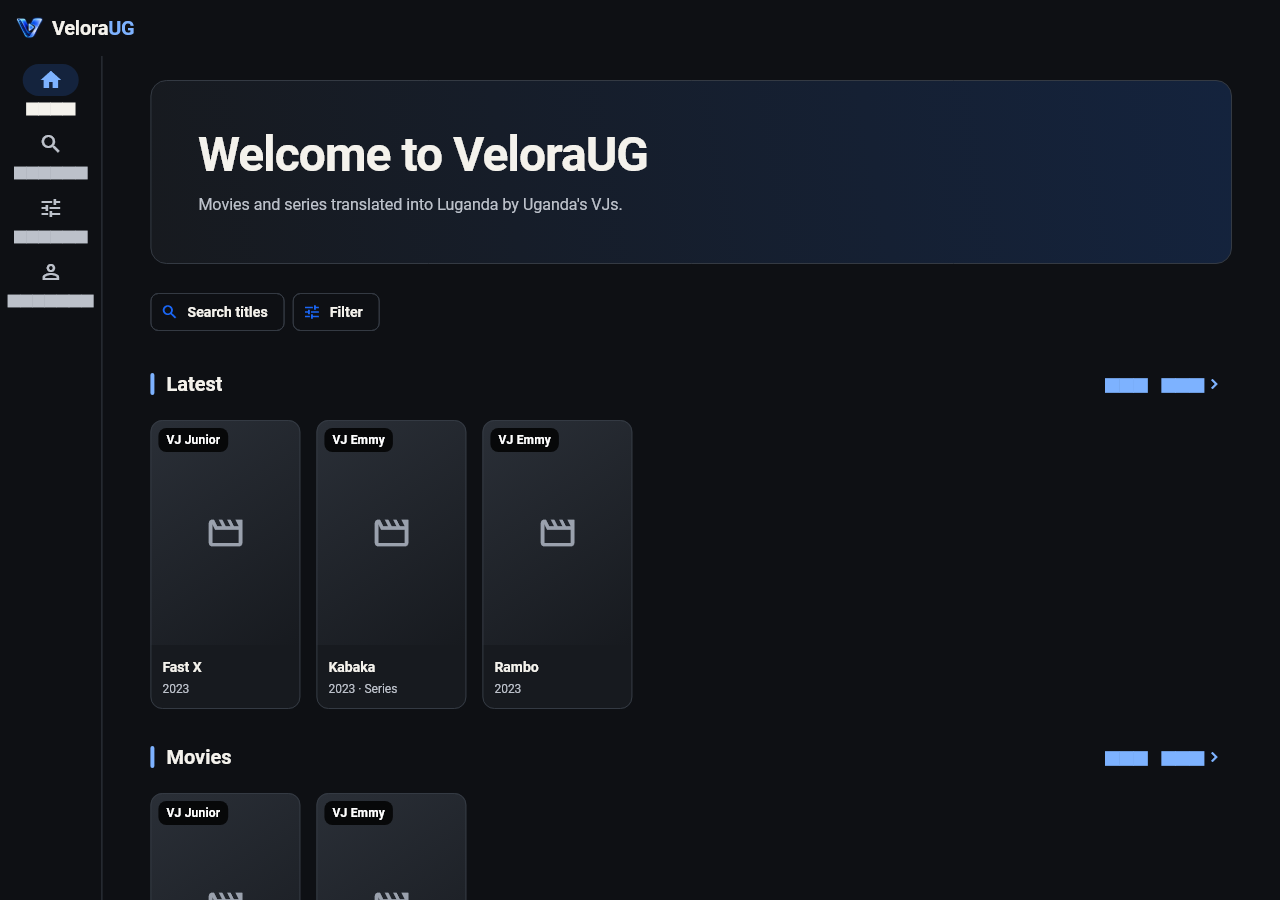 VeloraUG
Welcome to VeloraUG
Movies and series translated into Luganda by Uganda's VJs.
Search titles
Filter
Latest
VJ Junior
VJ Emmy
VJ Emmy
Fast X
Kabaka
Rambo
2023
2023 · Series
2023
Movies
VJ Junior
VJ Emmy